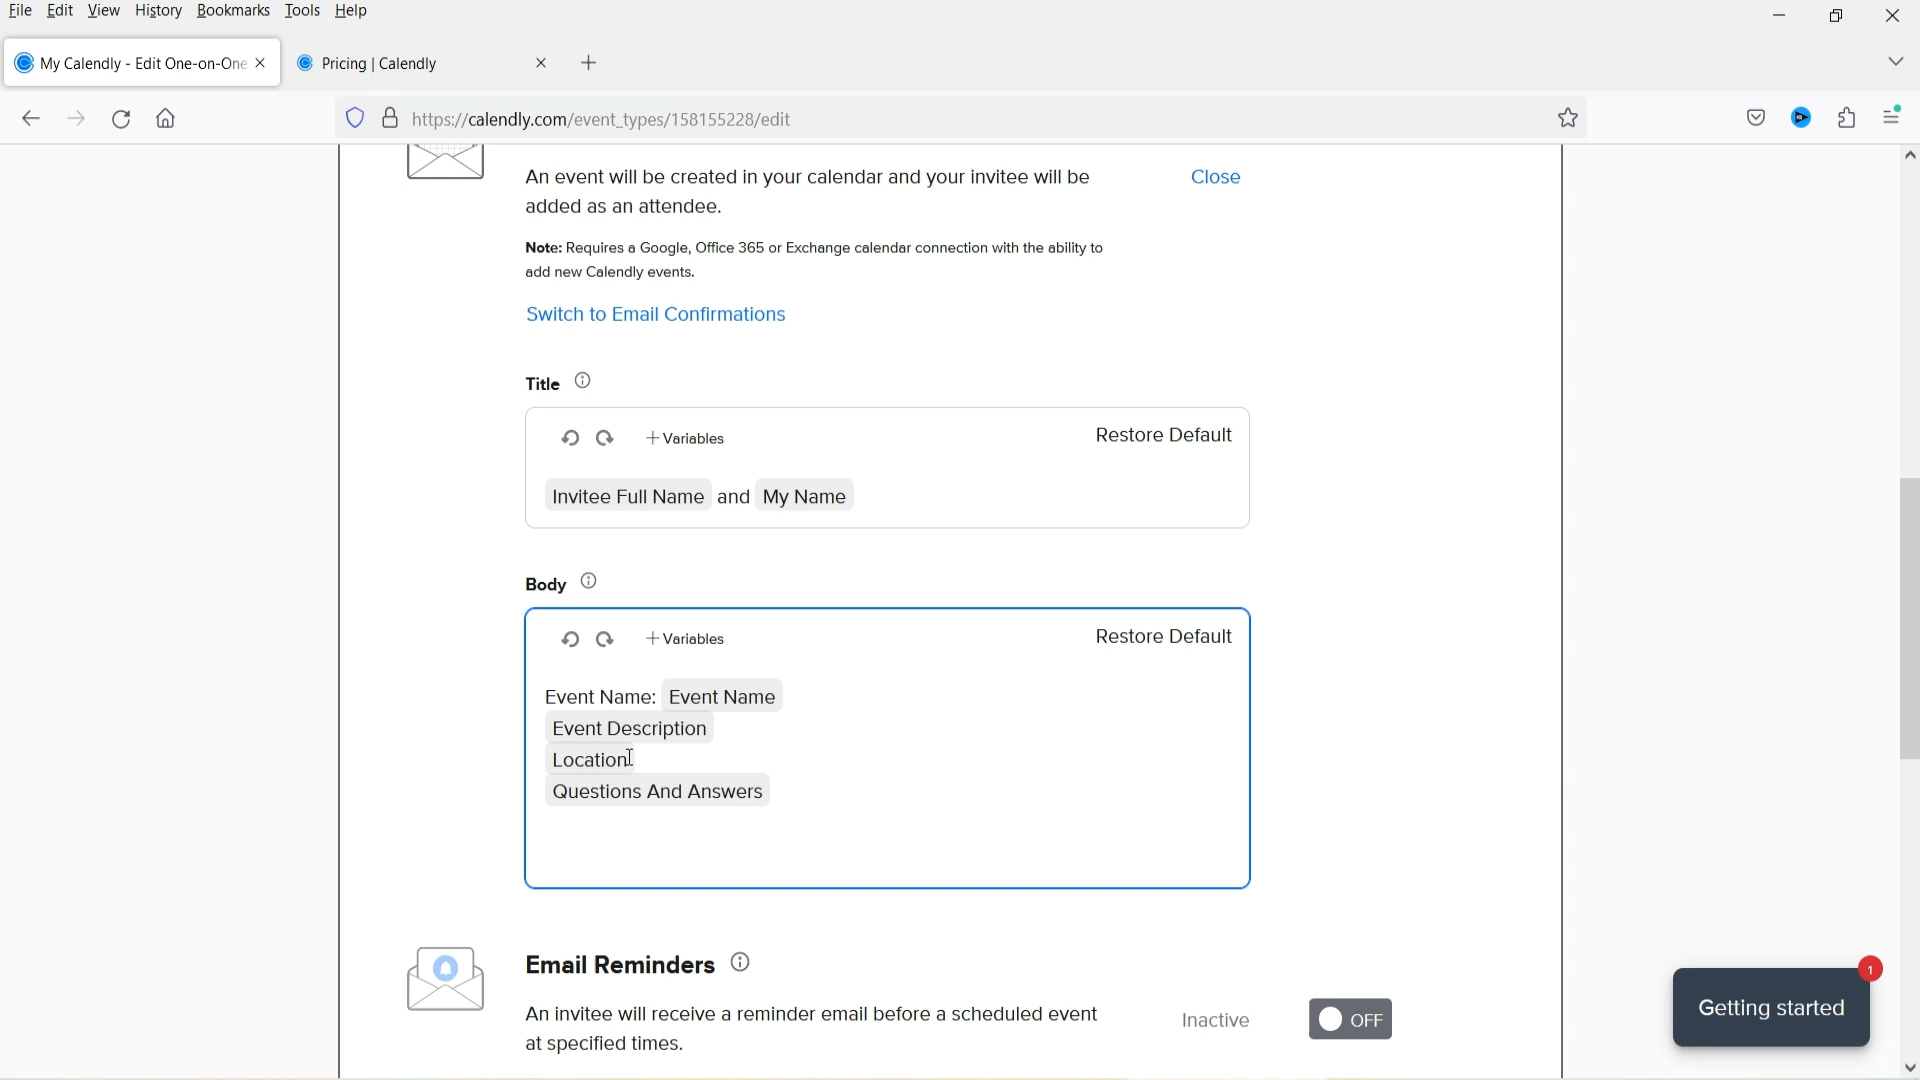 File Edit View History Bookmarks Tools Help
My Calendly - Edit One-on-One
Pricing | Calendly
https://calendly.com/event_types/158155228/edit
An event will be created in your calendar and your invitee will be
added as an attendee.
Close
Note: Requires a Google, Office 365 or Exchange calendar connection with the ability to
add new Calendly events.
Switch to Email Confirmations
Title
+ Variables
Restore Default
Invitee Full Name and My Name
Body
+ Variables
Restore Default
Event Name: Event Name
Event Description
Location
Questions And Answers
Email Reminders
An invitee will receive a reminder email before a scheduled event
at specified times.
Inactive
OFF
Getting started
1